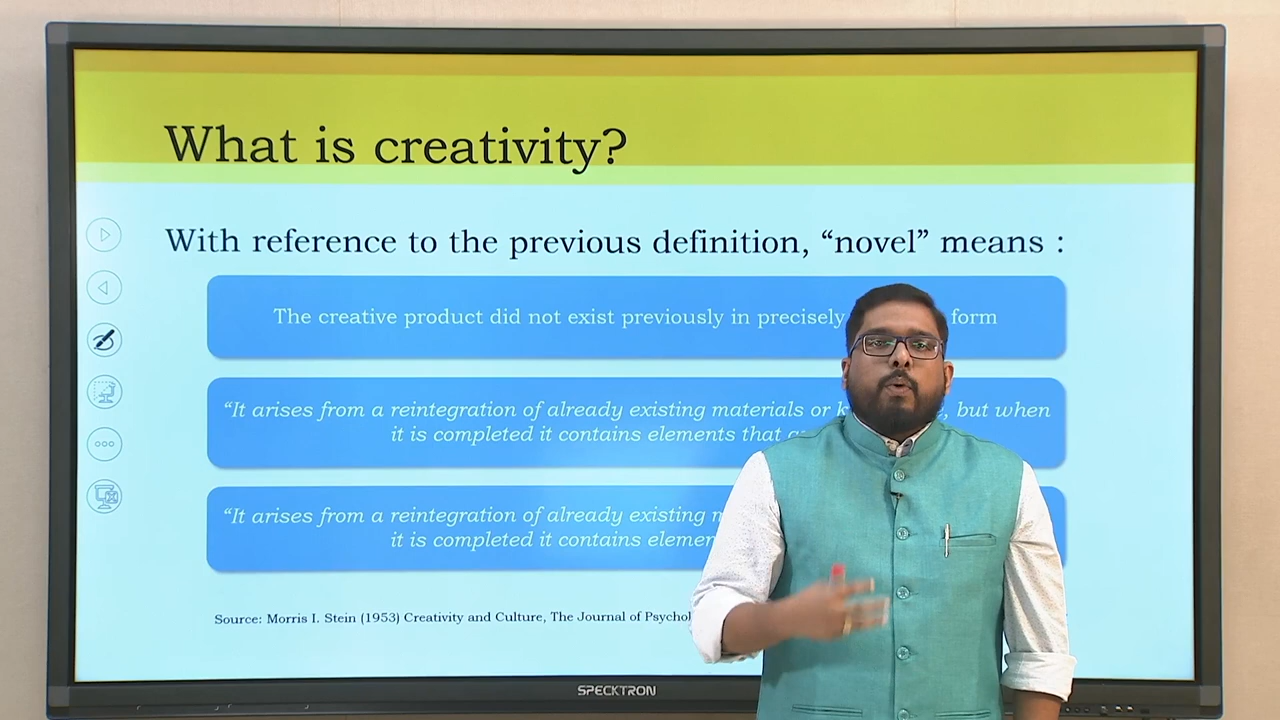 What is creativity?
With reference to the previous definition, “novel” means :
The creative product did not exist previously in precisely form
“It arises from a reintegration of already existing materials or but when
it is completed it contains elements that
“It arises from a reintegration of already existing
it is completed it contains
Source: Morris I. Stein (1953) Creativity and Culture, The Journal of
SPECKTRON